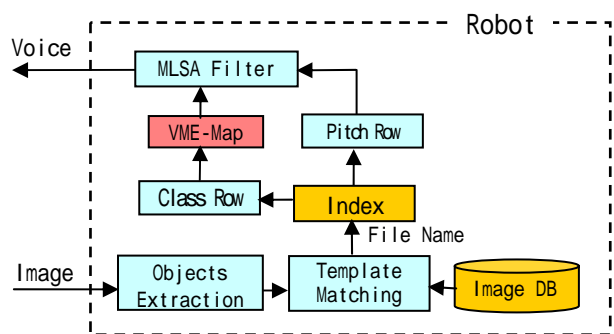 Robot
Voice
MLSA Filter
VME-Map
Pitch Row
Class Row
Index
File Name
Image
Objects
Extraction
Template
Matching
Image DB